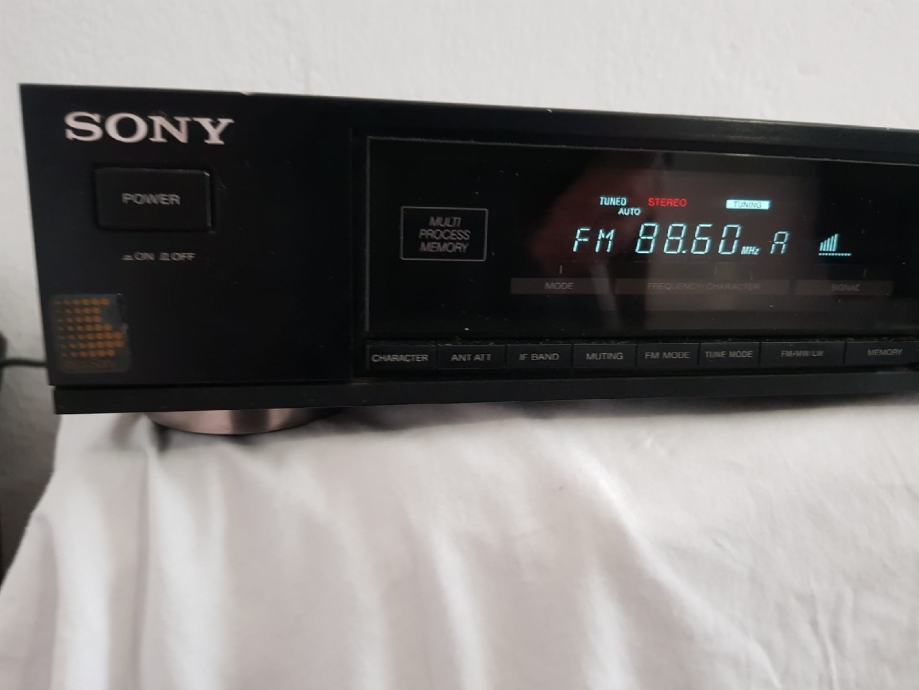 SONY
POWER
ON OFF
MULTI
PROCESS
MEMORY
TUNED STEREO TUNING
AUTO
FM 88.60 MHz A
MODE FREQUENCY/CHARACTER SIGNAL
CHARACTER ANT ATT IF BAND MUTING FM MODE TUNE MODE FM/MW/LW MEMORY